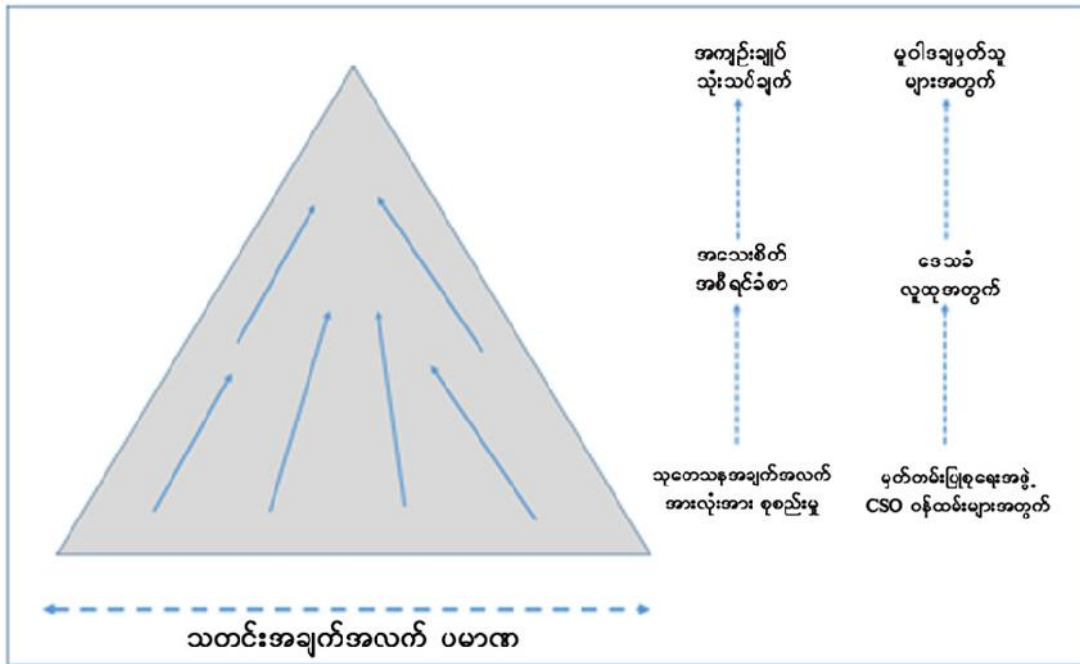 အကျဉ်းချုပ်
သုံးသပ်ချက်
မူဝါဒချမှတ်သူ
များအတွက်
အသေးစိတ်
အစီရင်ခံစာ
ဒေသခံ
လူထုအတွက်
သုတေသနအချက်အလက်
အားလုံးအား စုစည်းမှု
မှတ်တမ်းပြုစုရေးအဖွဲ့
CSO ဝန်ထမ်းများအတွက်
သတင်းအချက်အလက် ပမာဏ